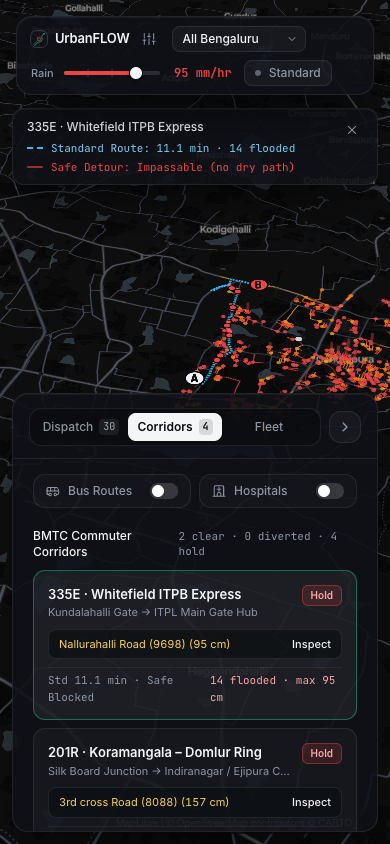 Gollahalli
UrbanFLOW
All Bengaluru
Rain
95 mm/hr
Standard
335E · Whitefield ITPB Express
Standard Route: 11.1 min · 14 flooded
Safe Detour: Impassable (no dry path)
Kodigehalli
B
A
Dispatch 30
Corridors 4
Fleet
Bus Routes
Hospitals
BMTC Commuter
Corridors
2 clear · 0 diverted · 4
hold
335E · Whitefield ITPB Express
Hold
Kundalahalli Gate → ITPL Main Gate Hub
Nallurahalli Road (9698) (95 cm)
Inspect
Std 11.1 min · Safe
Blocked
14 flooded · max 95
cm
201R · Koramangala – Domlur Ring
Hold
Silk Board Junction → Indiranagar / Ejipura C...
3rd cross Road (8088) (157 cm)
Inspect